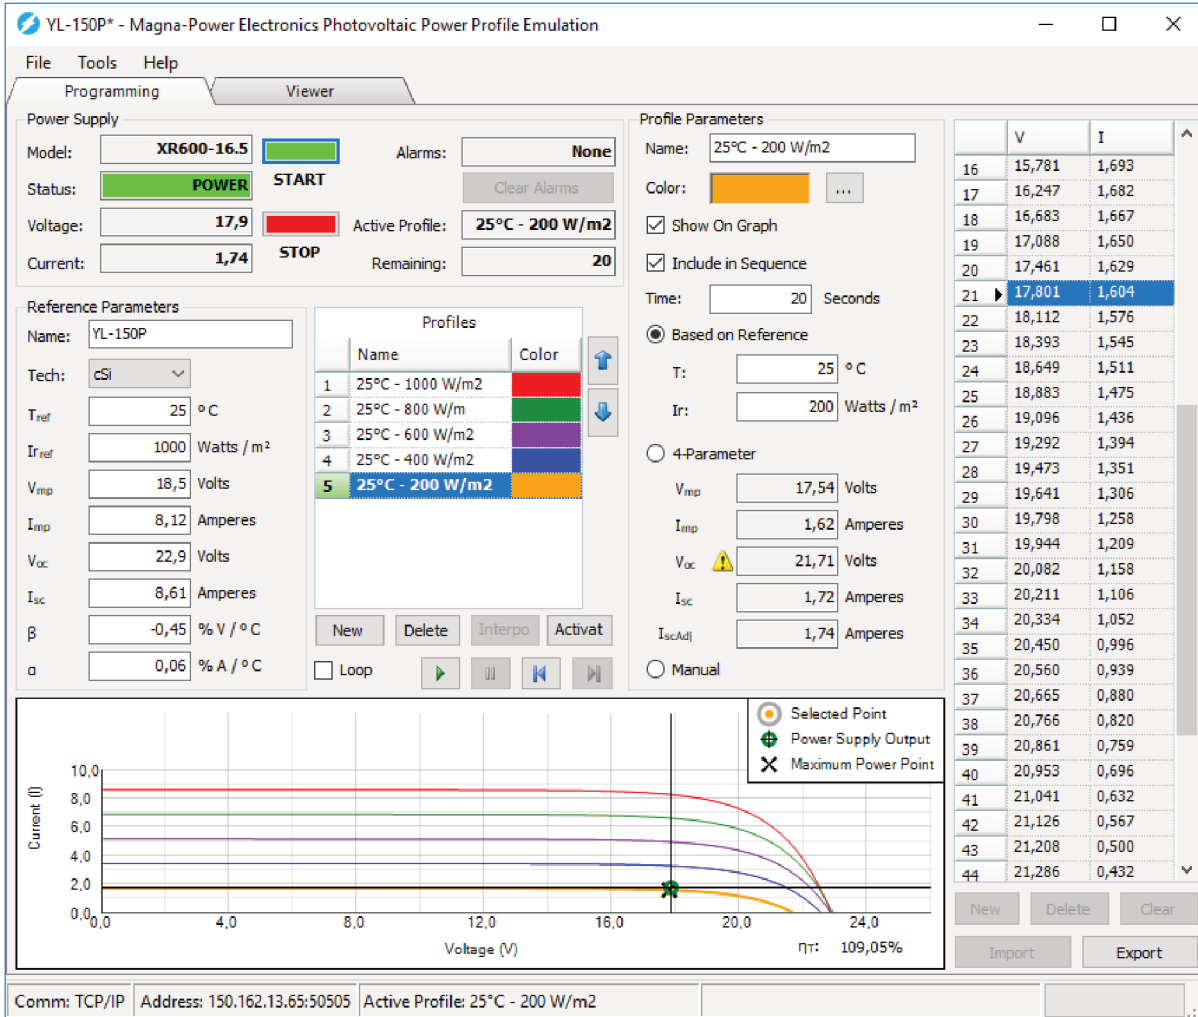 YL-150P* - Magna-Power Electronics Photovoltaic Power Profile Emulation
File Tools Help
Programming Viewer
Power Supply
Model: XR600-16.5 START
Status: POWER
Voltage: 17,9 STOP
Current: 1,74
Alarms: None
Clear Alarms
Active Profile: 25°C - 200 W/m2
Remaining: 20
Reference Parameters
Name: YL-150P
Tech: cSi
Tref 25 °C
Irref 1000 Watts / m²
Vmp 18,5 Volts
Imp 8,12 Amperes
Voc 22,9 Volts
Isc 8,61 Amperes
β -0,45 % V / °C
α 0,06 % A / °C
Profiles
Name Color
1 25°C - 1000 W/m2
2 25°C - 800 W/m
3 25°C - 600 W/m2
4 25°C - 400 W/m2
5 25°C - 200 W/m2
New Delete Interpo Activat
Loop
Profile Parameters
Name: 25°C - 200 W/m2
Color: ...
Show On Graph
Include in Sequence
Time: 20 Seconds
Based on Reference
T: 25 °C
Ir: 200 Watts / m²
4-Parameter
Vmp 17,54 Volts
Imp 1,62 Amperes
Voc 21,71 Volts
Isc 1,72 Amperes
IscAdj 1,74 Amperes
Manual
V I
16 15,781 1,693
17 16,247 1,682
18 16,683 1,667
19 17,088 1,650
20 17,461 1,629
21 17,801 1,604
22 18,112 1,576
23 18,393 1,545
24 18,649 1,511
25 18,883 1,475
26 19,096 1,436
27 19,292 1,394
28 19,473 1,351
29 19,641 1,306
30 19,798 1,258
31 19,944 1,209
32 20,082 1,158
33 20,211 1,106
34 20,334 1,052
35 20,450 0,996
36 20,560 0,939
37 20,665 0,880
38 20,766 0,820
39 20,861 0,759
40 20,953 0,696
41 21,041 0,632
42 21,126 0,567
43 21,208 0,500
44 21,286 0,432
New Delete Clear
Import Export
Selected Point
Power Supply Output
Maximum Power Point
Current (I)
10,0
8,0
6,0
4,0
2,0
0,0
0,0 4,0 8,0 12,0 16,0 20,0 24,0
Voltage (V)
ηT: 109,05%
Comm: TCP/IP Address: 150.162.13.65:50505 Active Profile: 25°C - 200 W/m2